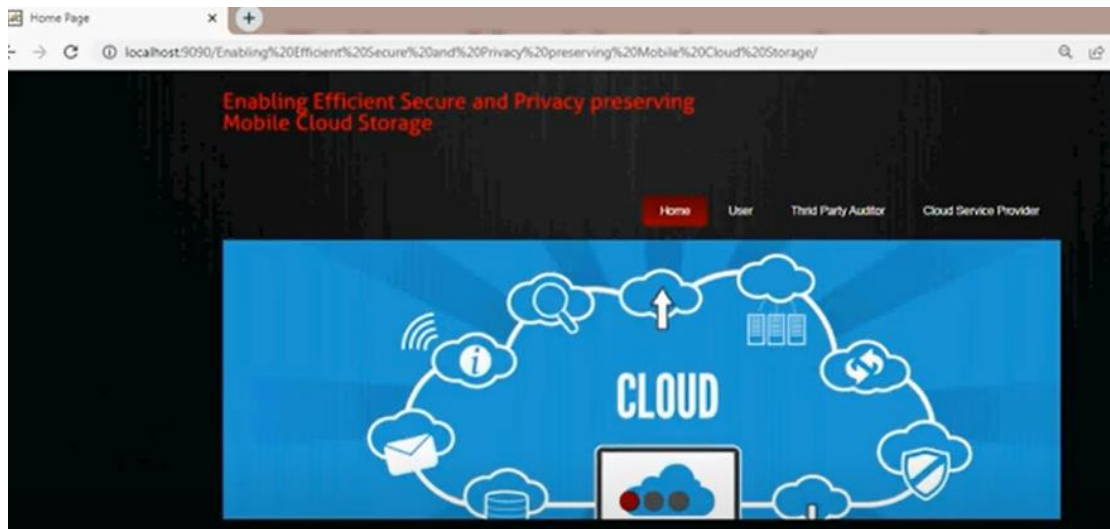 Home Page
localhost:9090/Enabling%20Efficient%20Secure%20and%20Privacy%20preserving%20Mobile%20Cloud%20Storage/
Enabling Efficient Secure and Privacy preserving
Mobile Cloud Storage
Home User Thrid Party Auditor Cloud Service Provider
CLOUD